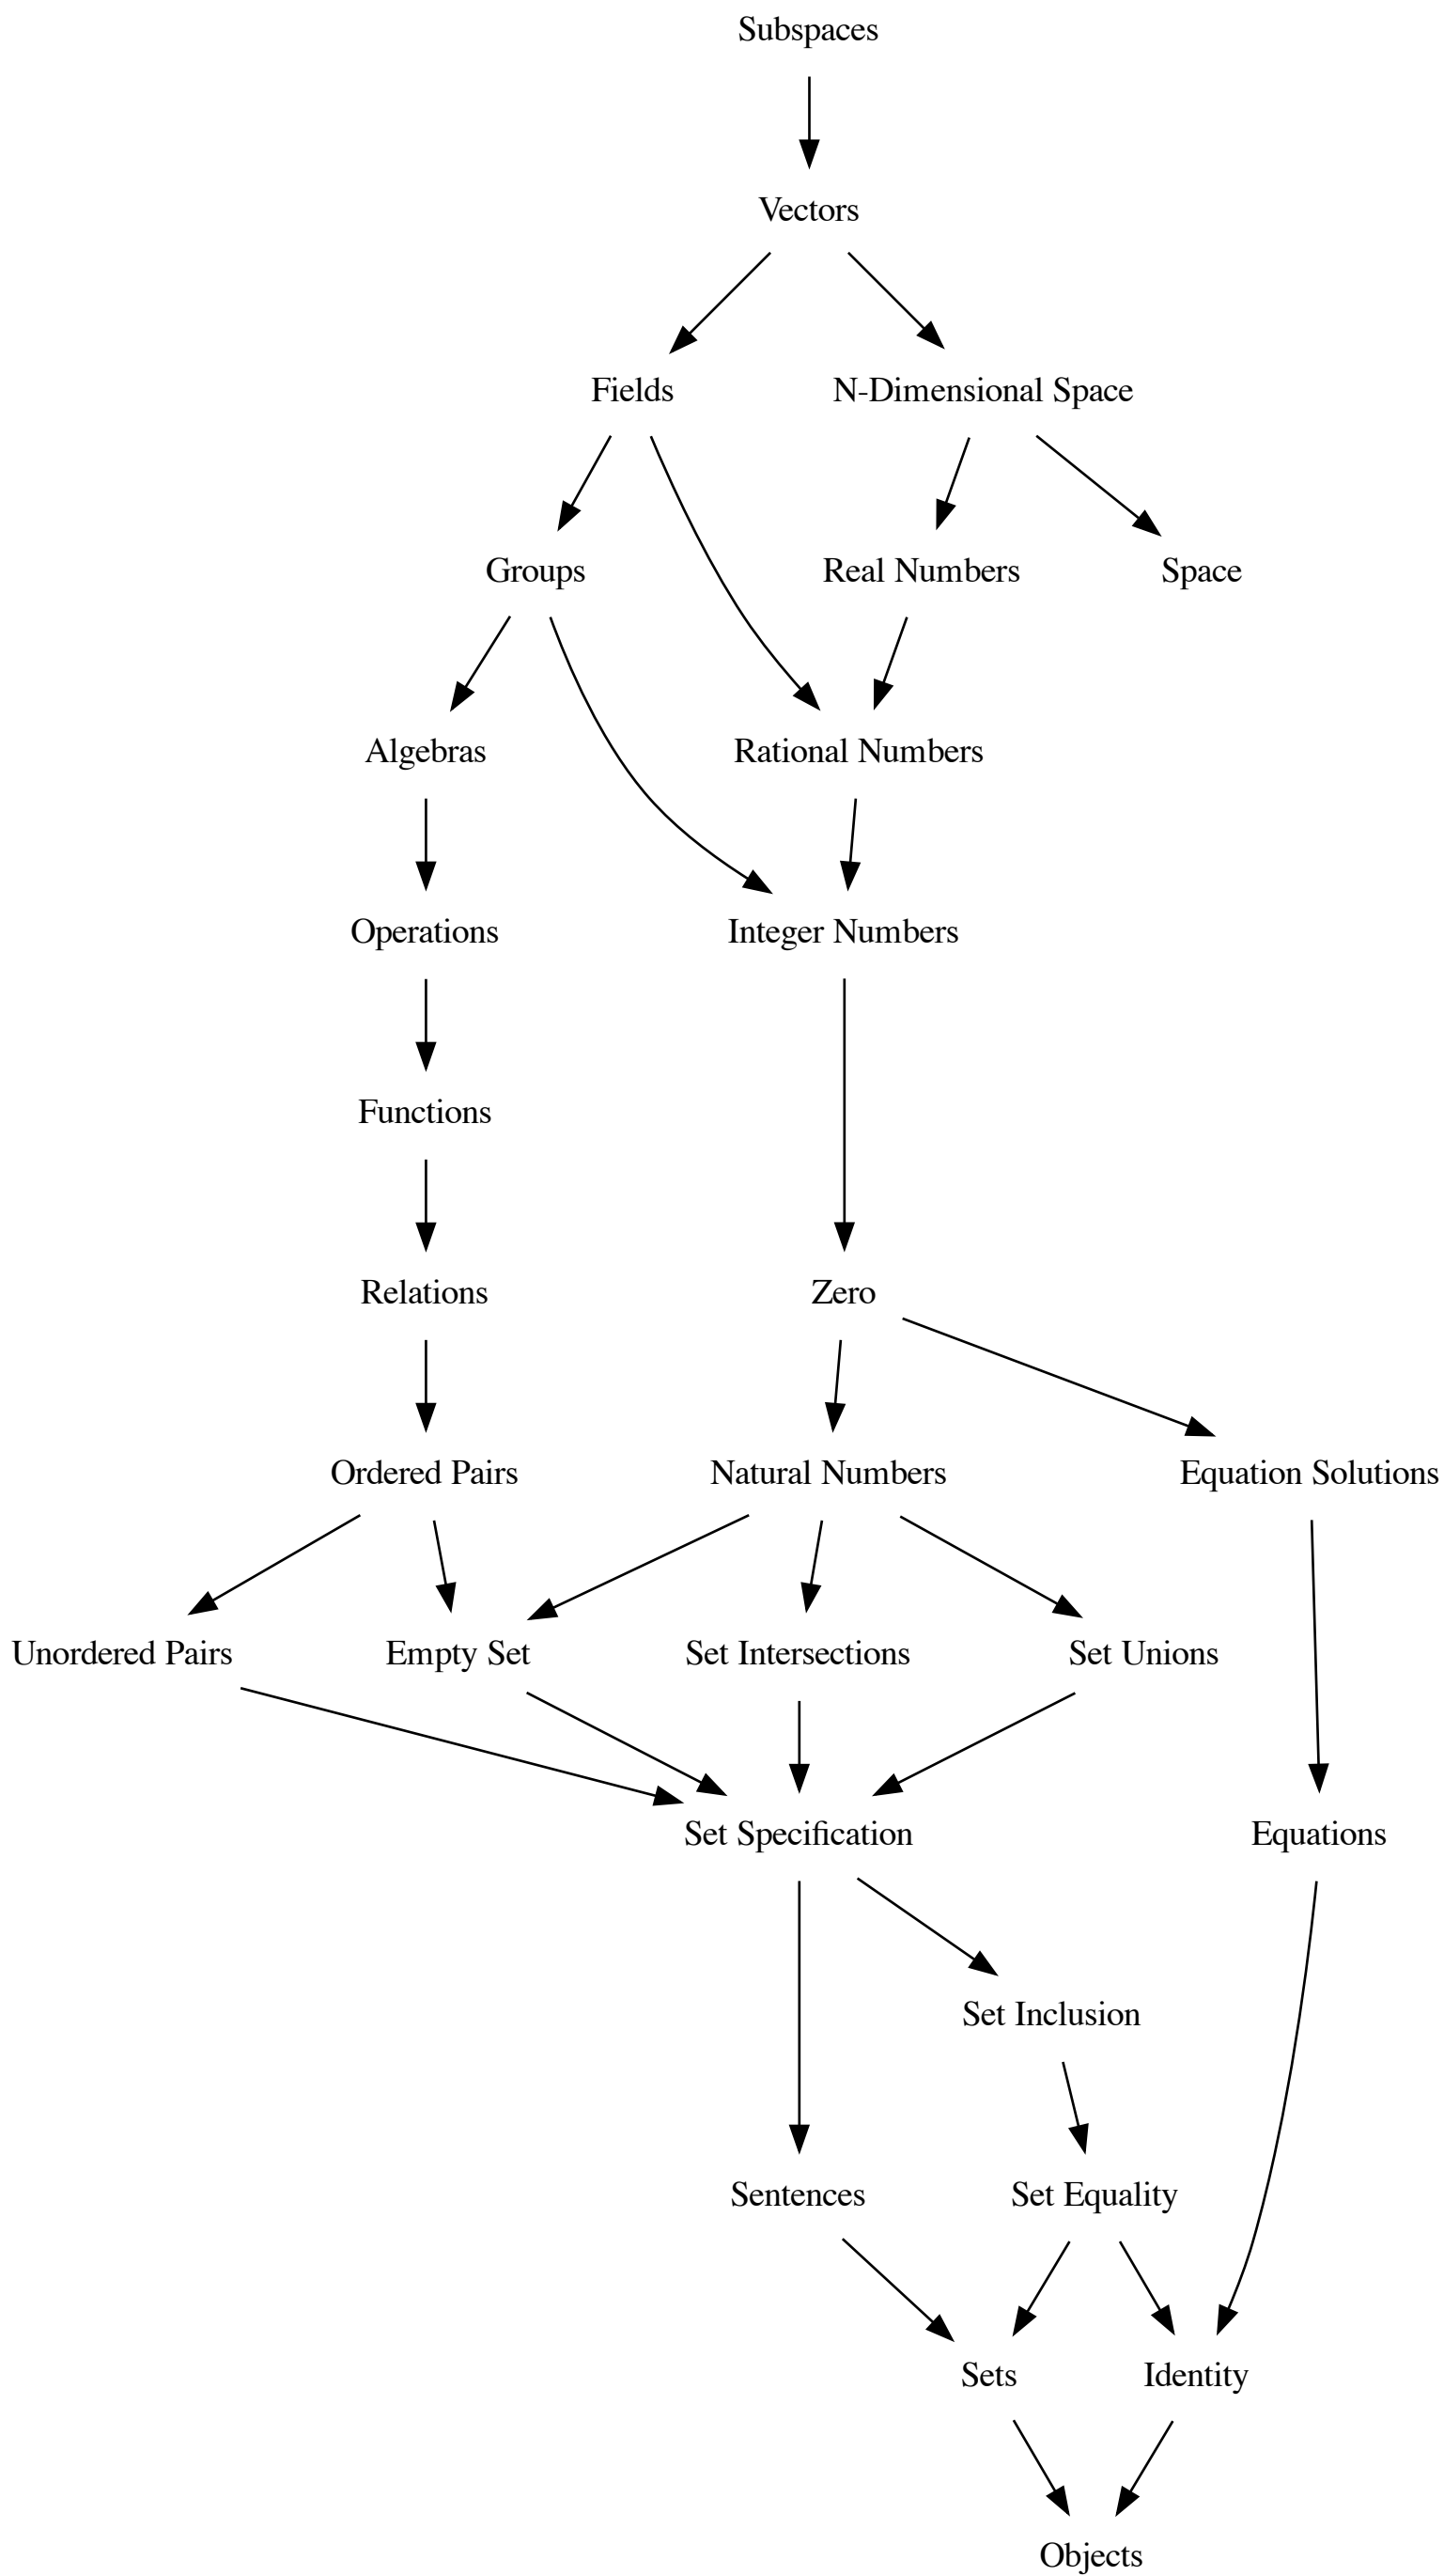 Subspaces
Vectors
Fields
N-Dimensional Space
Groups
Real Numbers
Space
Algebras
Rational Numbers
Operations
Integer Numbers
Functions
Relations
Zero
Ordered Pairs
Natural Numbers
Equation Solutions
Unordered Pairs
Empty Set
Set Intersections
Set Unions
Set Specification
Equations
Set Inclusion
Sentences
Set Equality
Sets
Identity
Objects